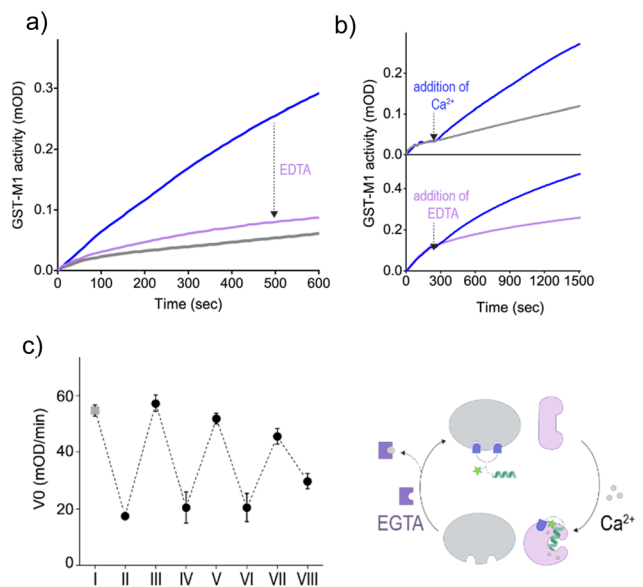 a)
GST-M1 activity (mOD)
0.3
0.2
0.1
0.0
EDTA
0 100 200 300 400 500 600
Time (sec)
b)
GST-M1 activity (mOD)
0.2
0.1
0.0
addition of
Ca²⁺
0.4
0.2
0.0
addition of
EDTA
0 300 600 900 1200 1500
Time (sec)
c)
V0 (mOD/min)
60
40
20
0
I II III IV V VI VII VIII
EGTA
Ca²⁺